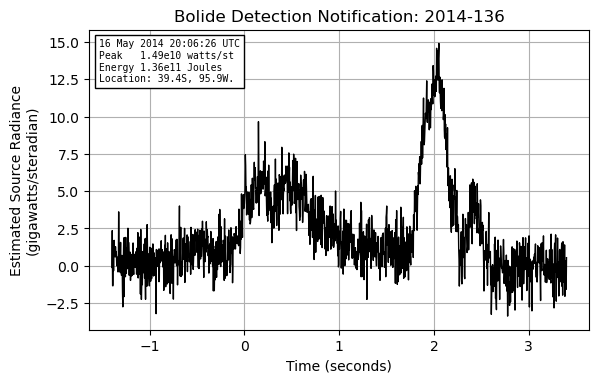 Bolide Detection Notification: 2014-136
16 May 2014 20:06:26 UTC
Peak   1.49e10 watts/st
Energy 1.36e11 Joules
Location: 39.4S, 95.9W.
Estimated Source Radiance
(gigawatts/steradian)
15.0
12.5
10.0
7.5
5.0
2.5
0.0
−2.5
−1
0
1
2
3
Time (seconds)